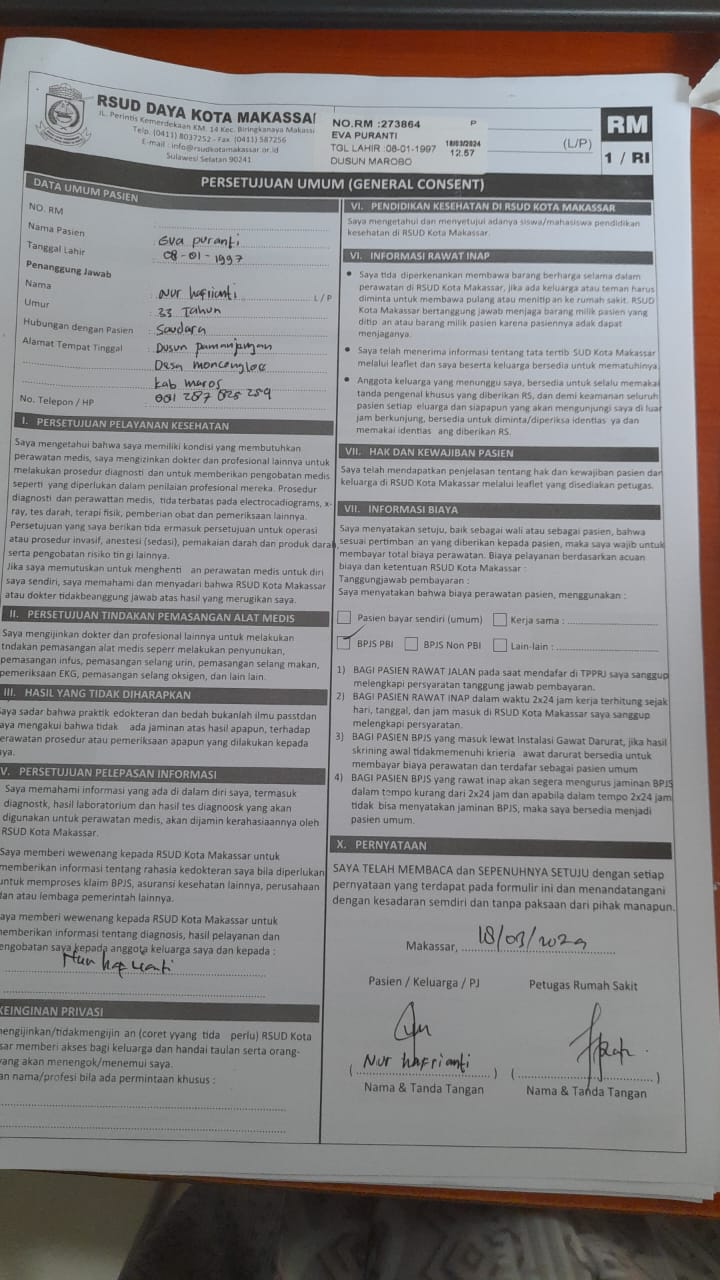 RSUD DAYA KOTA MAKASSAR
JL. Perintis Kemerdekaan KM. 14 Kec. Biringkanaya Makassar
Telp. (0411) 8037252 - Fax. (0411) 587256
E-mail : info@rsudkotamakassar.or.id
Sulawesi Selatan 90241
NO.RM :273864 P
EVA PURANTI
TGL LAHIR :08-01-1997
DUSUN MAROBO
18/03/2024
12.57
(L/P)
RM
1 / RI
PERSETUJUAN UMUM (GENERAL CONSENT)
DATA UMUM PASIEN
NO. RM
Nama Pasien : Eva puranti
Tanggal Lahir : 08-01-1997
Penanggung Jawab
Nama : Nur hafrianti L / P
Umur : 33 Tahun
Hubungan dengan Pasien : Saudara
Alamat Tempat Tinggal : Dusun pamanjangan
Desa moncongloe
kab maros
No. Telepon / HP
I. PERSETUJUAN PELAYANAN KESEHATAN
Saya mengetahui bahwa saya memiliki kondisi yang membutuhkan
perawatan medis, saya mengizinkan dokter dan profesional lainnya untuk
melakukan prosedur diagnosti dan untuk memberikan pengobatan medis
seperti yang diperlukan dalam penilaian profesional mereka. Prosedur
diagnosti dan perawattan medis, tida terbatas pada electrocadiograms, x-
ray, tes darah, terapi fisik, pemberian obat dan pemeriksaan lainnya.
Persetujuan yang saya berikan tida ermasuk persetujuan untuk operasi
atau prosedur invasif, anestesi (sedasi), pemakaian darah dan produk darah,
serta pengobatan risiko tin gi lainnya.
Jika saya memutuskan untuk menghenti an perawatan medis untuk diri
saya sendiri, saya memahami dan menyadari bahwa RSUD Kota Makassar
atau dokter tidakbeanggung jawab atas hasil yang merugikan saya.
II. PERSETUJUAN TINDAKAN PEMASANGAN ALAT MEDIS
Saya mengijinkan dokter dan profesional lainnya untuk melakukan
tndakan pemasangan alat medis seperr melakukan penyunukan,
pemasangan infus, pemasangan selang urin, pemasangan selang makan,
pemeriksaan EKG, pemasangan selang oksigen, dan lain lain.
III. HASIL YANG TIDAK DIHARAPKAN
Saya sadar bahwa praktik edokteran dan bedah bukanlah ilmu passtdan
aya mengakui bahwa tidak ada jaminan atas hasil apapun, terhadap
erawatan prosedur atau pemeriksaan apapun yang dilakukan kepada
aya.
V. PERSETUJUAN PELEPASAN INFORMASI
Saya memahami informasi yang ada di dalam diri saya, termasuk
diagnostk, hasil laboratorium dan hasil tes diagnoosk yang akan
digunakan untuk perawatan medis, akan dijamin kerahasiaannya oleh
RSUD Kota Makassar.
Saya memberi wewenang kepada RSUD Kota Makassar untuk
memberikan informasi tentang rahasia kedokteraan saya bila diperlukan
untuk memproses klaim BPJS, asuransi kesehatan lainnya, perusahaan
dan atau lembaga pemerintah lainnya.
aya memberi wewenang kepada RSUD Kota Makassar untuk
emberikan informasi tentang diagnosis, hasil pelayanan dan
engobatan saya kepada anggota keluarga saya dan kepada :
KEINGINAN PRIVASI
engijinkan/tidakmengijin an (coret yyang tida perlu) RSUD Kota
sar memberi akses bagi keluarga dan handai taulan serta orang-
yang akan menengok/menemui saya.
an nama/profesi bila ada permintaan khusus :
VI. PENDIDIKAN KESEHATAN DI RSUD KOTA MAKASSAR
Saya mengetahui dan menyetujui adanya siswa/mahasiswa pendidikan
kesehatan di RSUD Kota Makassar.
VI. INFORMASI RAWAT INAP
• Saya tida diperkenankan membawa barang berharga selama dalam
perawatan di RSUD Kota Makassar, jika ada keluarga atau teman harus
diminta untuk membawa pulang atau menitip an ke rumah sakit. RSUD
Kota Makassar bertanggung jawab menjaga barang milik pasien yang
ditip an atau barang milik pasien karena pasiennya adak dapat
menjaganya.
• Saya telah menerima informasi tentang tata tertib SUD Kota Makassar
melalui leaflet dan saya beserta keluarga bersedia untuk mematuhinya.
• Anggota keluarga yang menunggu saya, bersedia untuk selalu memakai
tanda pengenal khusus yang diberikan RS, dan demi keamanan seluruh
pasien setiap eluarga dan siapapun yang akan mengunjungi saya di luar
jam berkunjung, bersedia untuk diminta/diperiksa identias ya dan
memakai identias ang diberikan RS.
VII. HAK DAN KEWAJIBAN PASIEN
Saya telah mendapatkan penjelasan tentang hak dan kewajiban pasien dan
keluarga di RSUD Kota Makassar melalui leaflet yang disediakan petugas.
VII. INFORMASI BIAYA
Saya menyatakan setuju, baik sebagai wali atau sebagai pasien, bahwa
sesuai pertimban an yang diberikan kepada pasien, maka saya wajib untuk
membayar total biaya perawatan. Biaya pelayanan berdasarkan acuan
biaya dan ketentuan RSUD Kota Makassar :
Tanggungjawab pembayaran :
Saya menyatakan bahwa biaya perawatan pasien, menggunakan :
Pasien bayar sendiri (umum) Kerja sama :
BPJS PBI BPJS Non PBI Lain-lain :
1) BAGI PASIEN RAWAT JALAN pada saat mendafar di TPPRJ saya sanggup
melengkapi persyaratan tanggung jawab pembayaran.
2) BAGI PASIEN RAWAT INAP dalam waktu 2x24 jam kerja terhitung sejak
hari, tanggal, dan jam masuk di RSUD Kota Makassar saya sanggup
melengkapi persyaratan.
3) BAGI PASIEN BPJS yang masuk lewat Instalasi Gawat Darurat, jika hasil
skrining awal tidakmemenuhi krieria awat darurat bersedia untuk
membayar biaya perawatan dan terdafar sebagai pasien umum
4) BAGI PASIEN BPJS yang rawat inap akan segera mengurus jaminan BPJS
dalam tempo kurang dari 2x24 jam dan apabila dalam tempo 2x24 jam
tidak bisa menyatakan jaminan BPJS, maka saya bersedia menjadi
pasien umum.
X. PERNYATAAN
SAYA TELAH MEMBACA dan SEPENUHNYA SETUJU dengan setiap
pernyataan yang terdapat pada formulir ini dan menandatangani
dengan kesadaran semdiri dan tanpa paksaan dari pihak manapun.
Makassar, 18/03/2024
Pasien / Keluarga / PJ Petugas Rumah Sakit
( Nur hafrianti ) ( )
Nama & Tanda Tangan Nama & Tanda Tangan